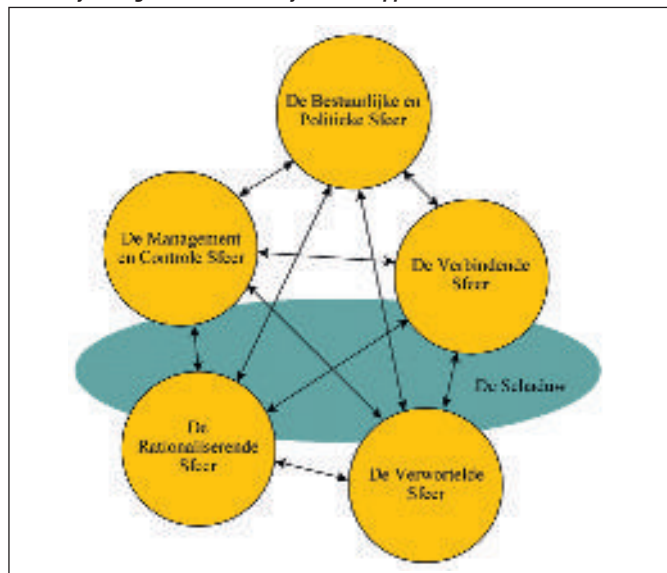 De Bestuurlijke en
Politieke Sfeer
De Management
en Controle Sfeer
De Verbindende
Sfeer
De Schaduw
De
Rationaliserende
Sfeer
De Verwortelde
Sfeer